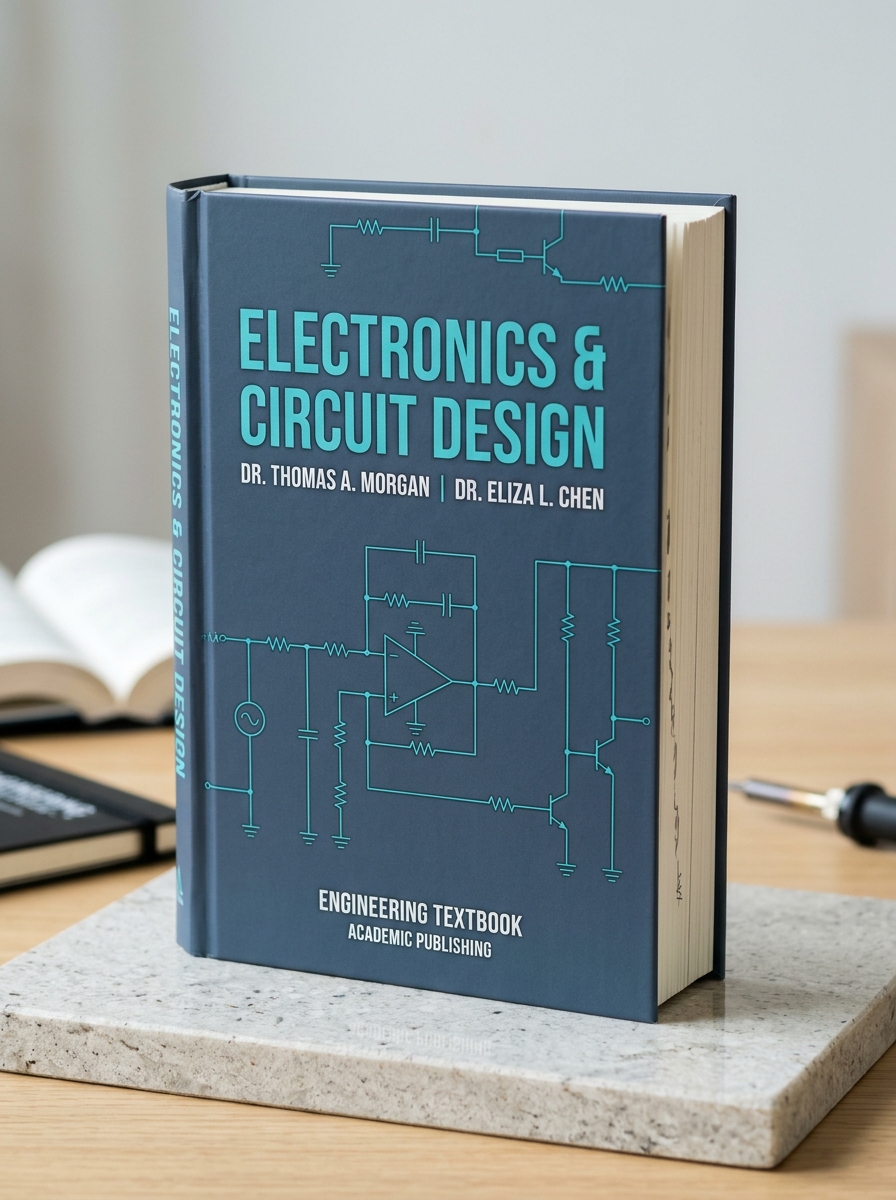 ELECTRONICS &
CIRCUIT DESIGN
DR. THOMAS A. MORGAN | DR. ELIZA L. CHEN
ENGINEERING TEXTBOOK
ACADEMIC PUBLISHING
ELECTRONICS & CIRCUIT DESIGN